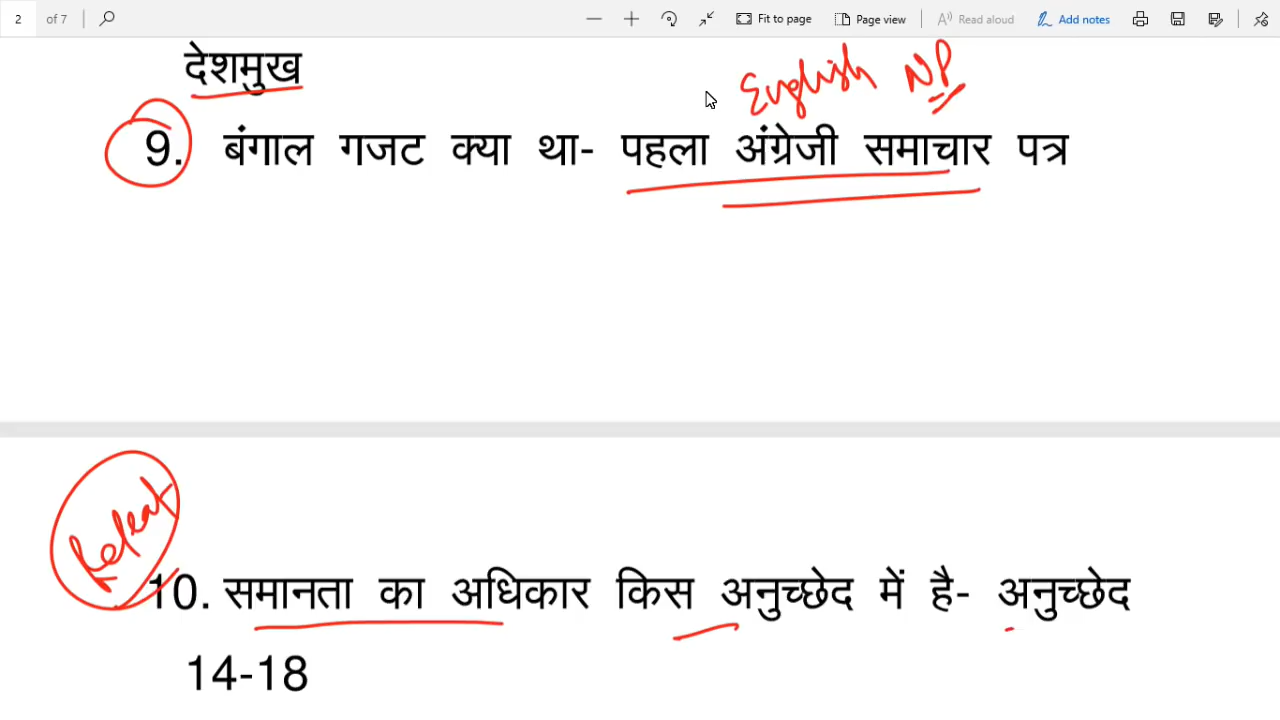 2 of 7 Fit to page Page view Read aloud Add notes
देशमुख
English NP
9. बंगाल गजट क्या था- पहला अंग्रेजी समाचार पत्र
Repeat
10. समानता का अधिकार किस अनुच्छेद में है- अनुच्छेद
14-18